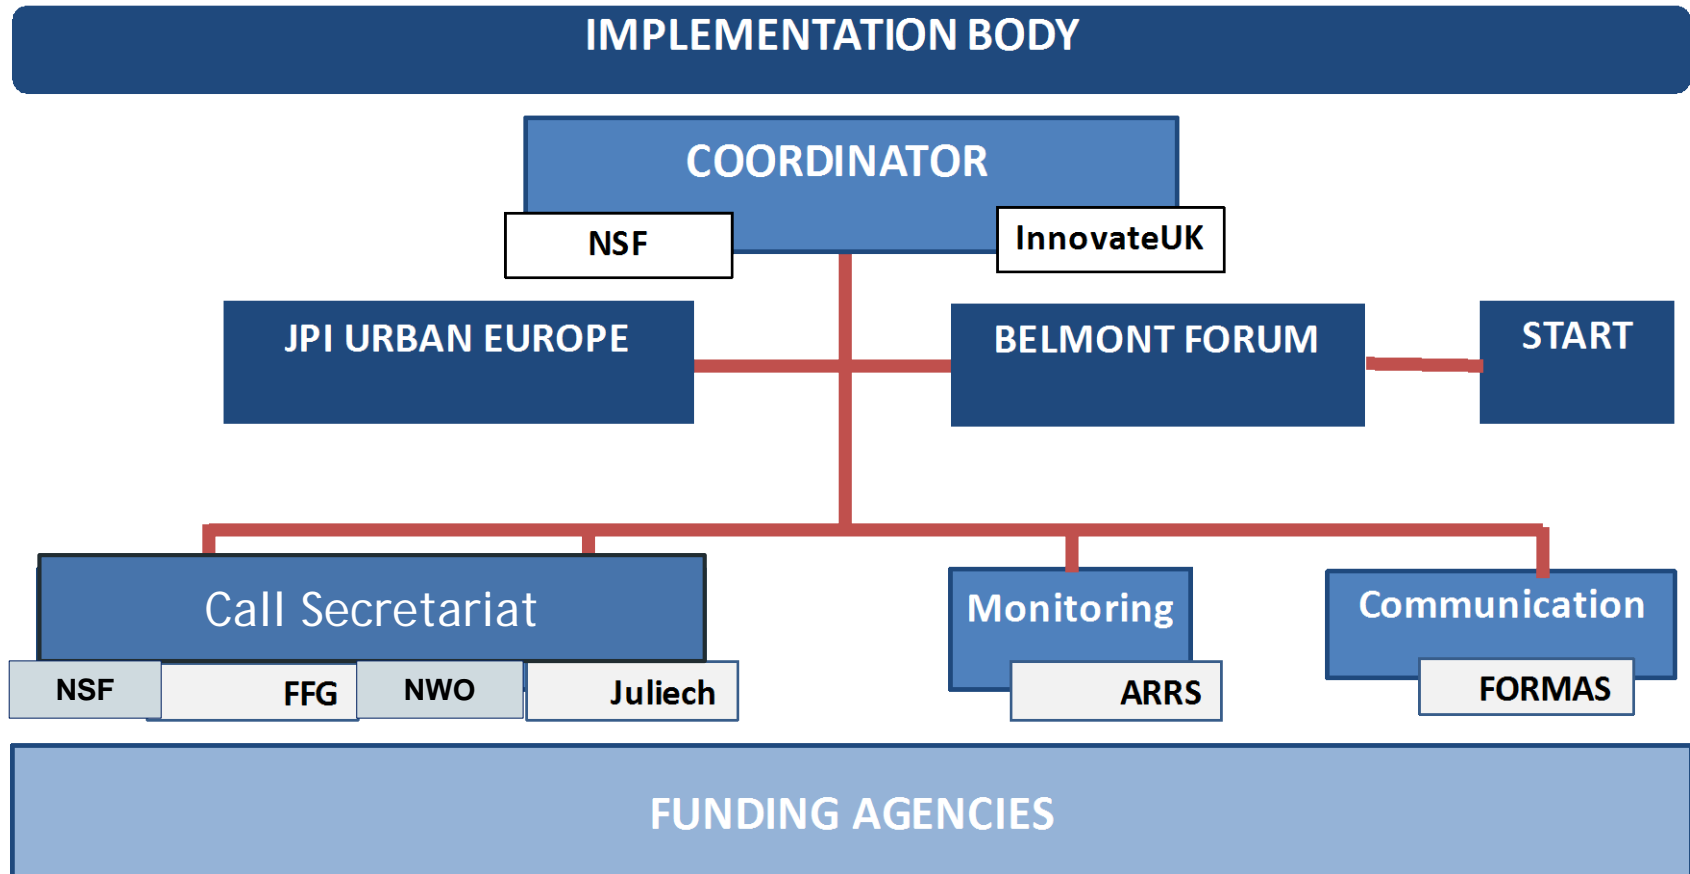 IMPLEMENTATION BODY
COORDINATOR
NSF
InnovateUK
JPI URBAN EUROPE
BELMONT FORUM
START
Call Secretariat
Monitoring
Communication
NSF
FFG
NWO
Juliech
ARRS
FORMAS
FUNDING AGENCIES